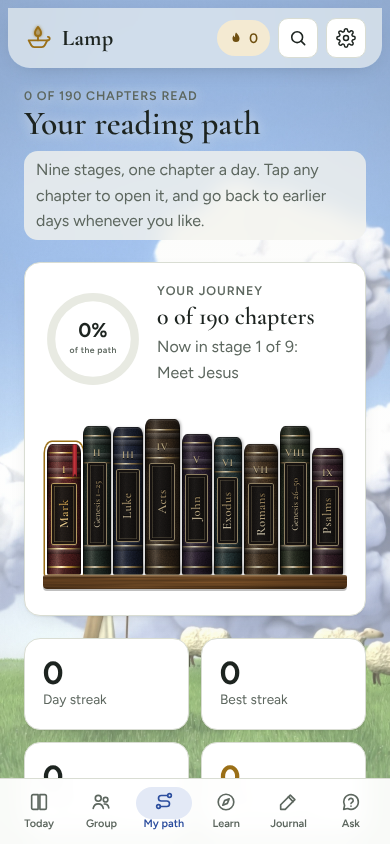 Lamp
0
0 OF 190 CHAPTERS READ
Your reading path
Nine stages, one chapter a day. Tap any
chapter to open it, and go back to earlier
days whenever you like.
YOUR JOURNEY
0 of 190 chapters
Now in stage 1 of 9:
Meet Jesus
0%
of the path
I
Mark
II
Genesis 1–25
III
Luke
IV
Acts
V
John
VI
Exodus
VII
Romans
VIII
Genesis 26–50
IX
Psalms
0
Day streak
0
Best streak
0
0
Today
Group
My path
Learn
Journal
Ask